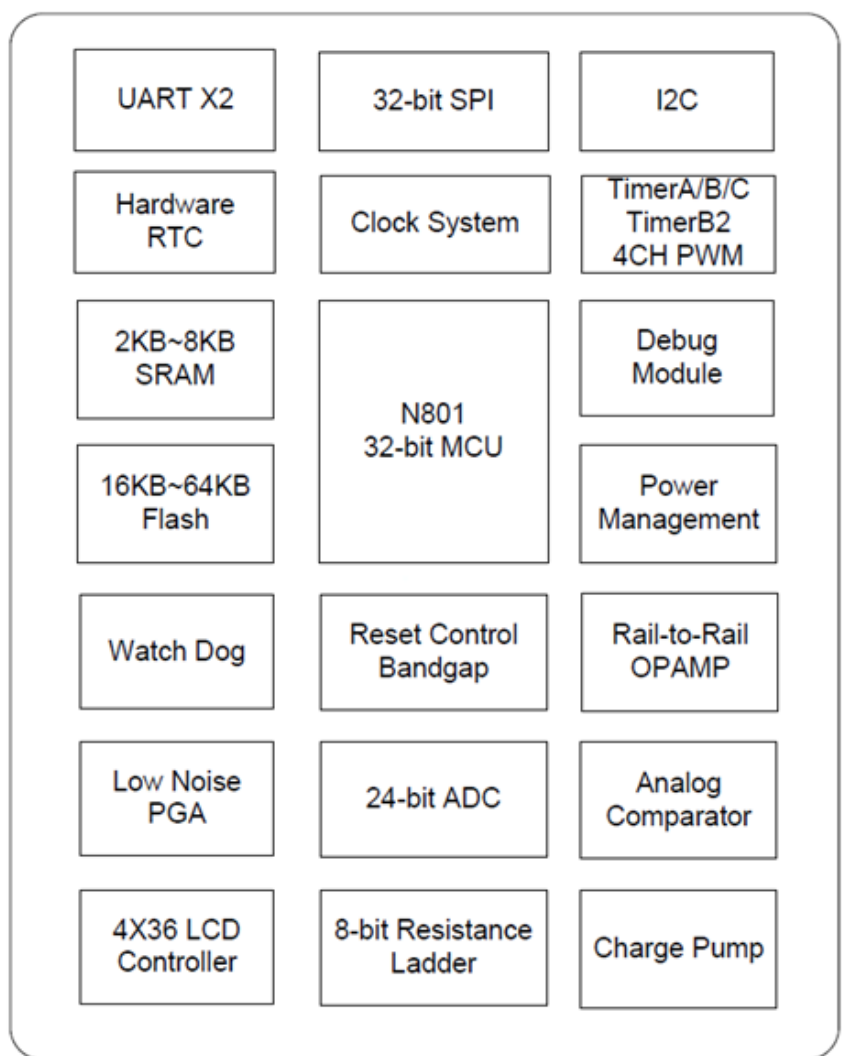 UART X2
32-bit SPI
I2C
Hardware
RTC
Clock System
TimerA/B/C
TimerB2
4CH PWM
2KB~8KB
SRAM
N801
32-bit MCU
Debug
Module
16KB~64KB
Flash
Power
Management
Watch Dog
Reset Control
Bandgap
Rail-to-Rail
OPAMP
Low Noise
PGA
24-bit ADC
Analog
Comparator
4X36 LCD
Controller
8-bit Resistance
Ladder
Charge Pump